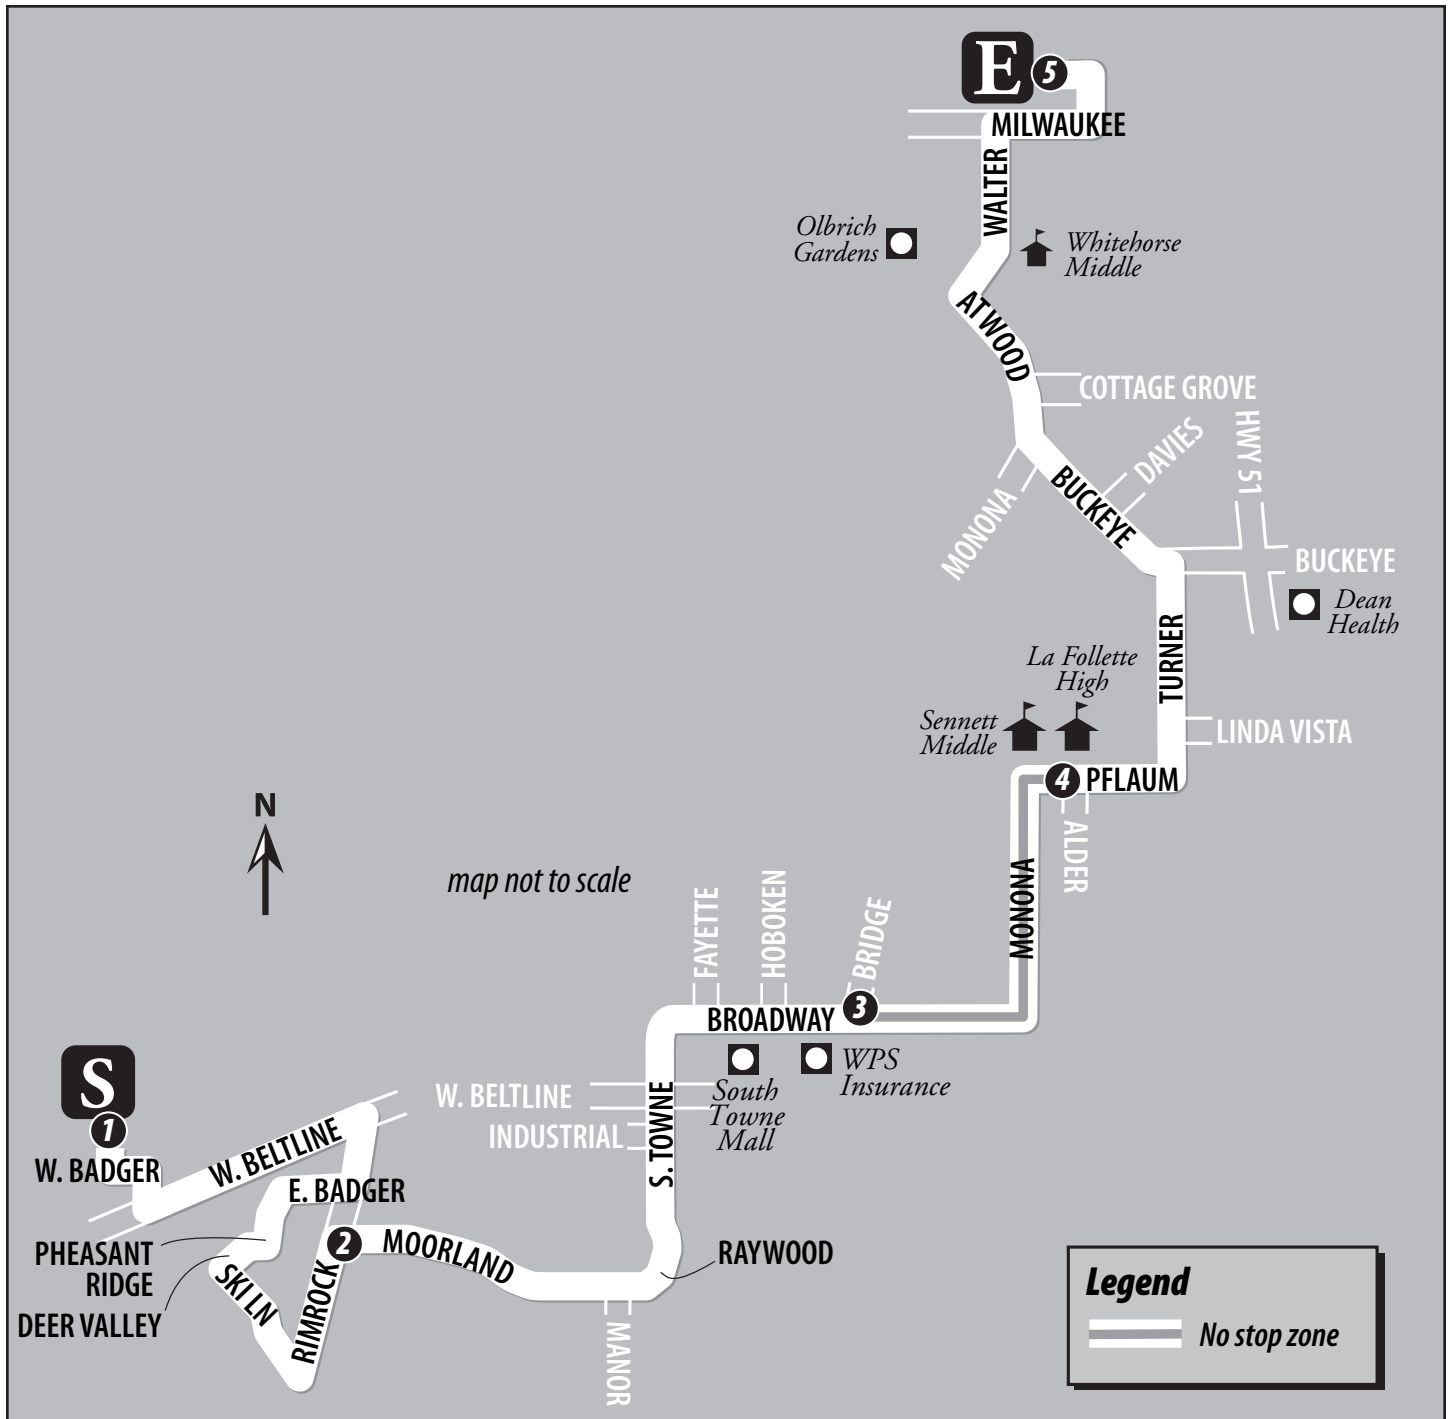 E 5
MILWAUKEE
WALTER
Olbrich
Gardens
Whitehorse
Middle
ATWOOD
COTTAGE GROVE
DAVIES
HWY 51
MONONA
BUCKEYE
BUCKEYE
Dean
Health
TURNER
La Follette
High
Sennett
Middle
LINDA VISTA
4 PFLAUM
ALDER
N
map not to scale
MONONA
FAYETTE
HOBOKEN
BRIDGE
BROADWAY 3
WPS
Insurance
South
Towne
Mall
S
1
W. BADGER
W. BELTLINE
W. BELTLINE
INDUSTRIAL
S. TOWNE
E. BADGER
PHEASANT
RIDGE
DEER VALLEY
SKI LN
RIMROCK
2 MOORLAND
RAYWOOD
MANOR
Legend
No stop zone